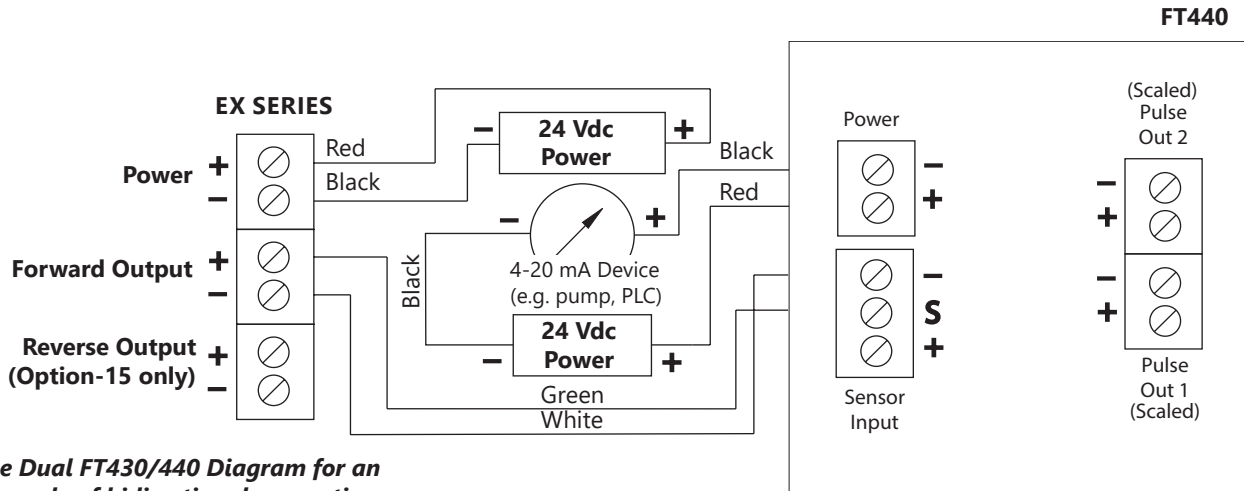 FT440
EX SERIES
Power
+
−
Red
Black
−
24 Vdc
Power
+
Black
Red
−
+
4-20 mA Device
(e.g. pump, PLC)
Black
−
24 Vdc
Power
+
Forward Output
+
−
Reverse Output
(Option-15 only)
+
−
Green
White
Power
−
+
−
S
+
Sensor
Input
(Scaled)
Pulse
Out 2
−
+
−
+
Pulse
Out 1
(Scaled)
Dual FT430/440 Diagram for an